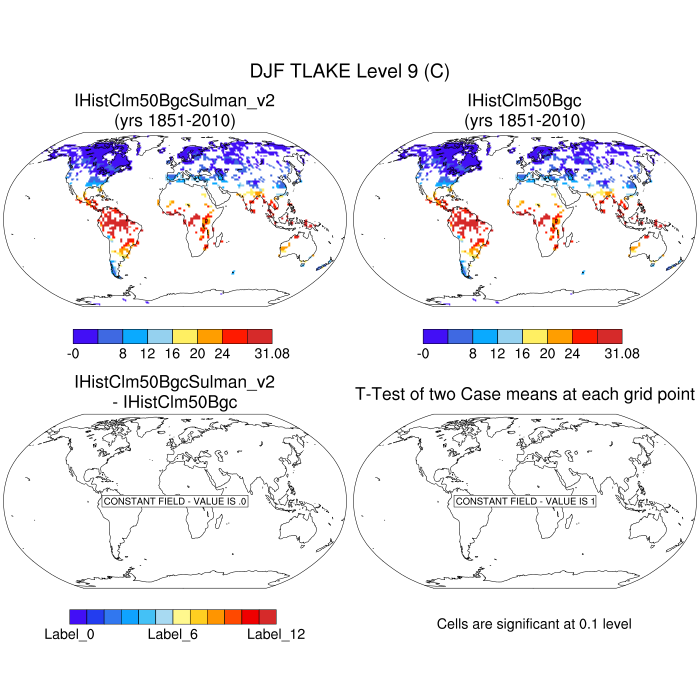 DJF TLAKE Level 9 (C)
IHistClm50BgcSulman_v2
(yrs 1851-2010)
IHistClm50Bgc
(yrs 1851-2010)
-0 8 12 16 20 24 31.08
-0 8 12 16 20 24 31.08
IHistClm50BgcSulman_v2
- IHistClm50Bgc
T-Test of two Case means at each grid point
CONSTANT FIELD - VALUE IS .0
CONSTANT FIELD - VALUE IS 1
Label_0 Label_6 Label_12
Cells are significant at 0.1 level